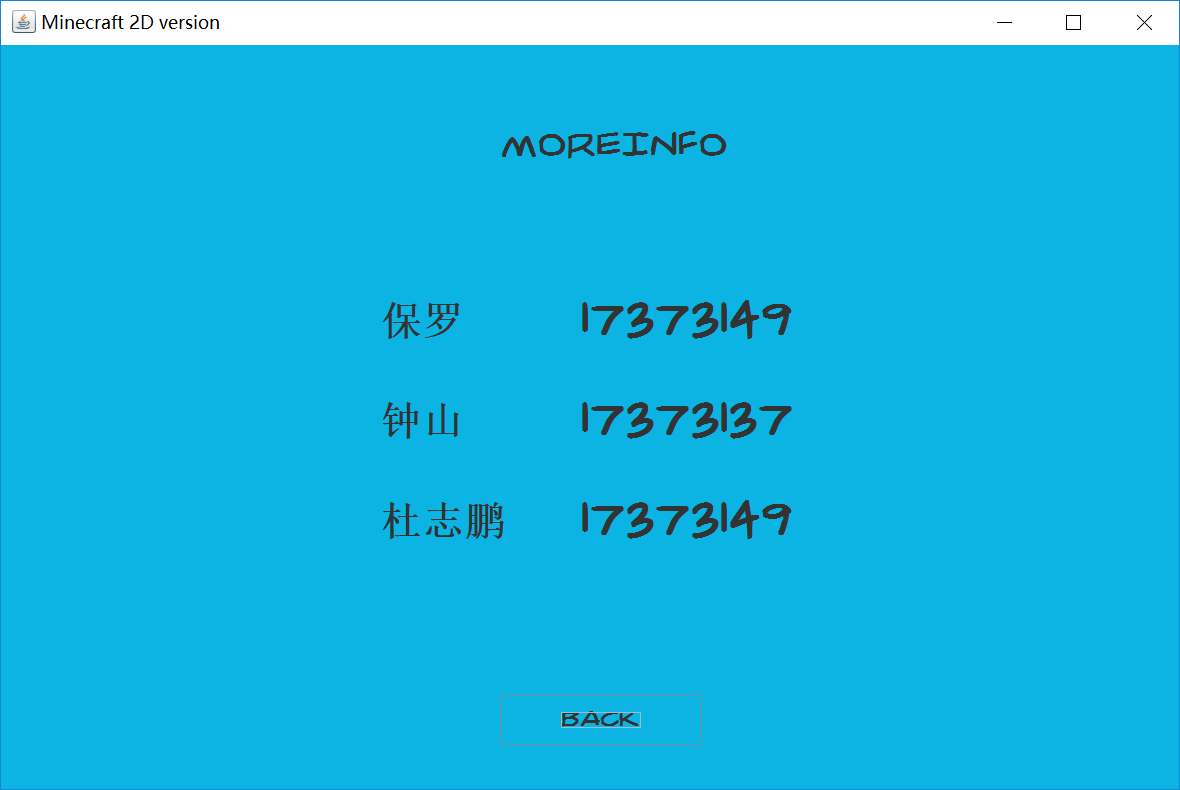 Minecraft 2D version
MOREINFO
保罗 17373149
钟山 17373137
杜志鹏 17373149
BACK